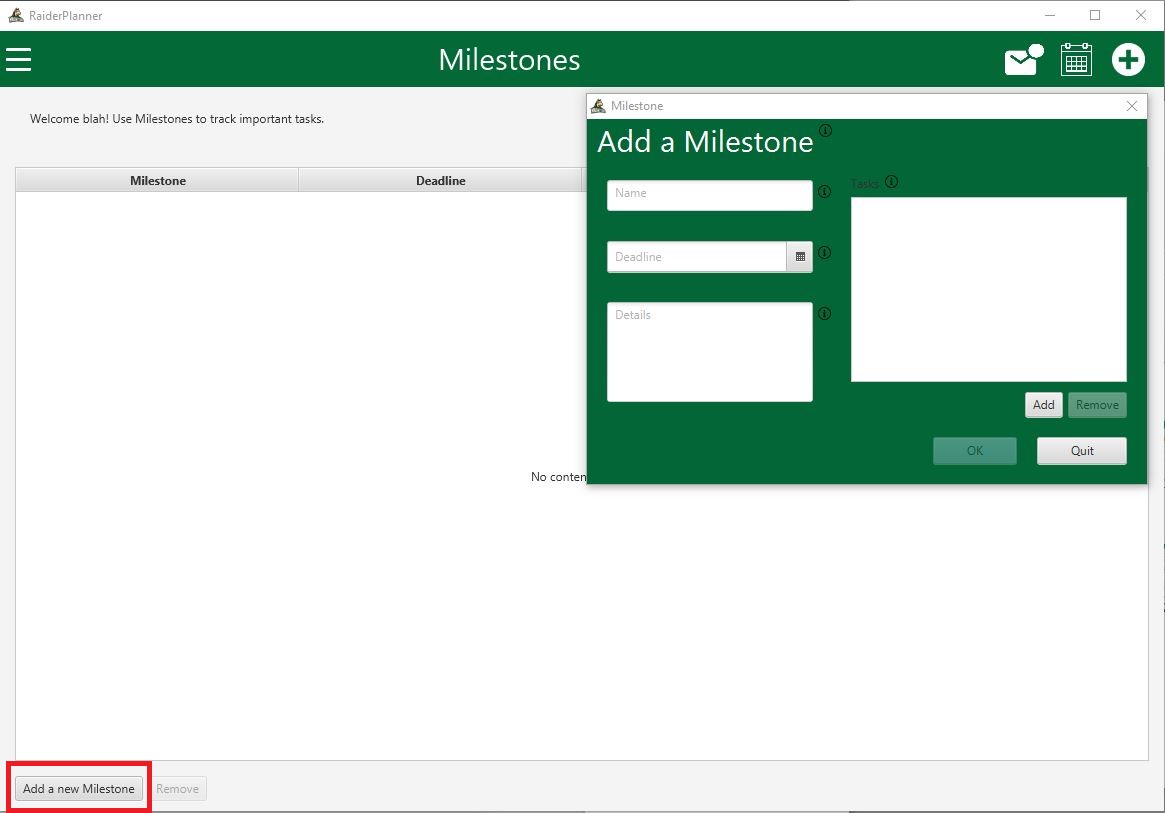 RaiderPlanner
Milestones
Welcome blah! Use Milestones to track important tasks.
Milestone
Deadline
No conten
Add a new Milestone
Remove
Milestone
Add a Milestone
Name
Deadline
Details
Tasks
Add
Remove
OK
Quit